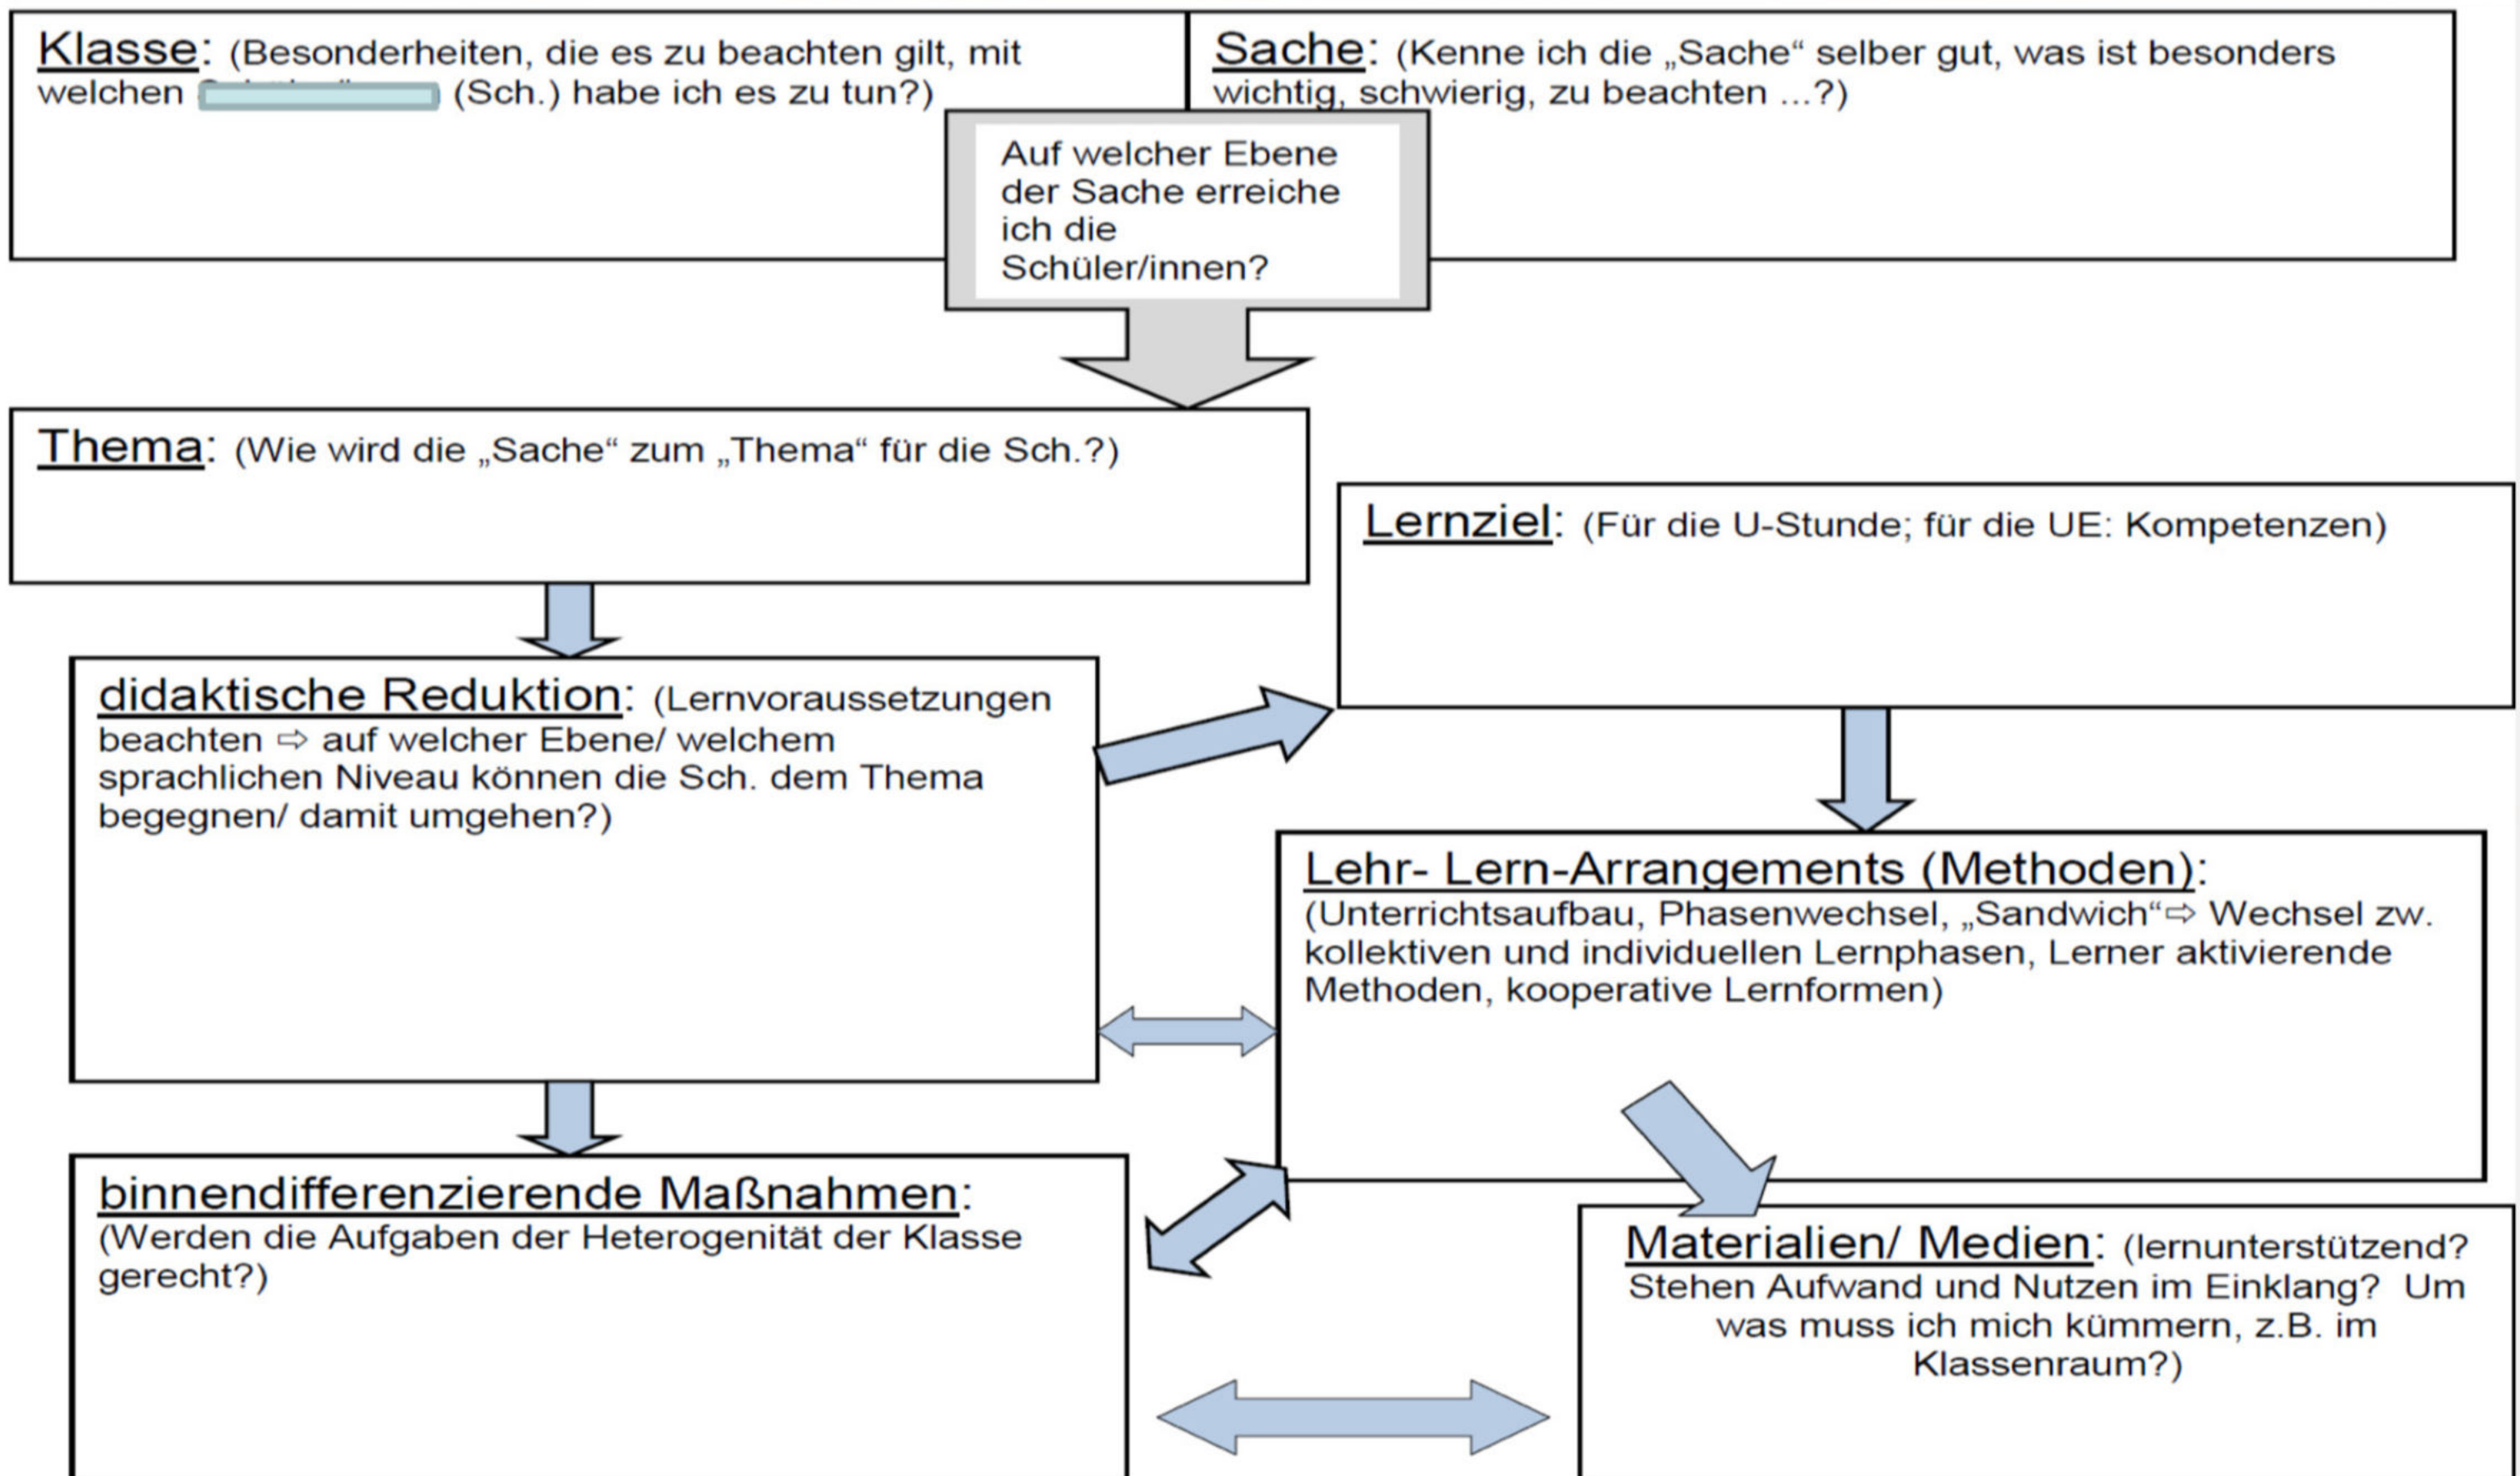 Klasse: (Besonderheiten, die es zu beachten gilt, mit
welchen (Sch.) habe ich es zu tun?)
Sache: (Kenne ich die „Sache“ selber gut, was ist besonders
wichtig, schwierig, zu beachten ...?)
Auf welcher Ebene
der Sache erreiche
ich die
Schüler/innen?
Thema: (Wie wird die „Sache“ zum „Thema“ für die Sch.?)
Lernziel: (Für die U-Stunde; für die UE: Kompetenzen)
didaktische Reduktion: (Lernvoraussetzungen
beachten ⇨ auf welcher Ebene/ welchem
sprachlichen Niveau können die Sch. dem Thema
begegnen/ damit umgehen?)
Lehr- Lern-Arrangements (Methoden):
(Unterrichtsaufbau, Phasenwechsel, „Sandwich“⇨ Wechsel zw.
kollektiven und individuellen Lernphasen, Lerner aktivierende
Methoden, kooperative Lernformen)
binnendifferenzierende Maßnahmen:
(Werden die Aufgaben der Heterogenität der Klasse
gerecht?)
Materialien/ Medien: (lernunterstützend?
Stehen Aufwand und Nutzen im Einklang? Um
was muss ich mich kümmern, z.B. im
Klassenraum?)